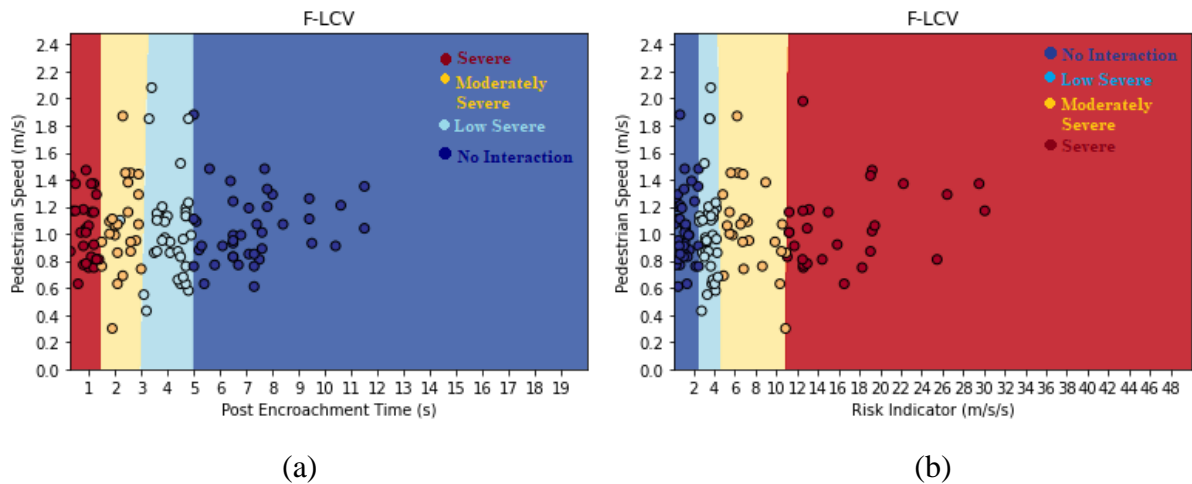 F-LCV
2.4
2.2
2.0
1.8
1.6
1.4
1.2
1.0
0.8
0.6
0.4
0.2
0.0
Pedestrian Speed (m/s)
Severe
Moderately
Severe
Low Severe
No Interaction
1 2 3 4 5 6 7 8 9 10 11 12 13 14 15 16 17 18 19
Post Encroachment Time (s)
(a)
F-LCV
2.4
2.2
2.0
1.8
1.6
1.4
1.2
1.0
0.8
0.6
0.4
0.2
0.0
Pedestrian Speed (m/s)
No Interaction
Low Severe
Moderately
Severe
Severe
2 4 6 8 10 12 14 16 18 20 22 24 26 28 30 32 34 36 38 40 42 44 46 48
Risk Indicator (m/s/s)
(b)